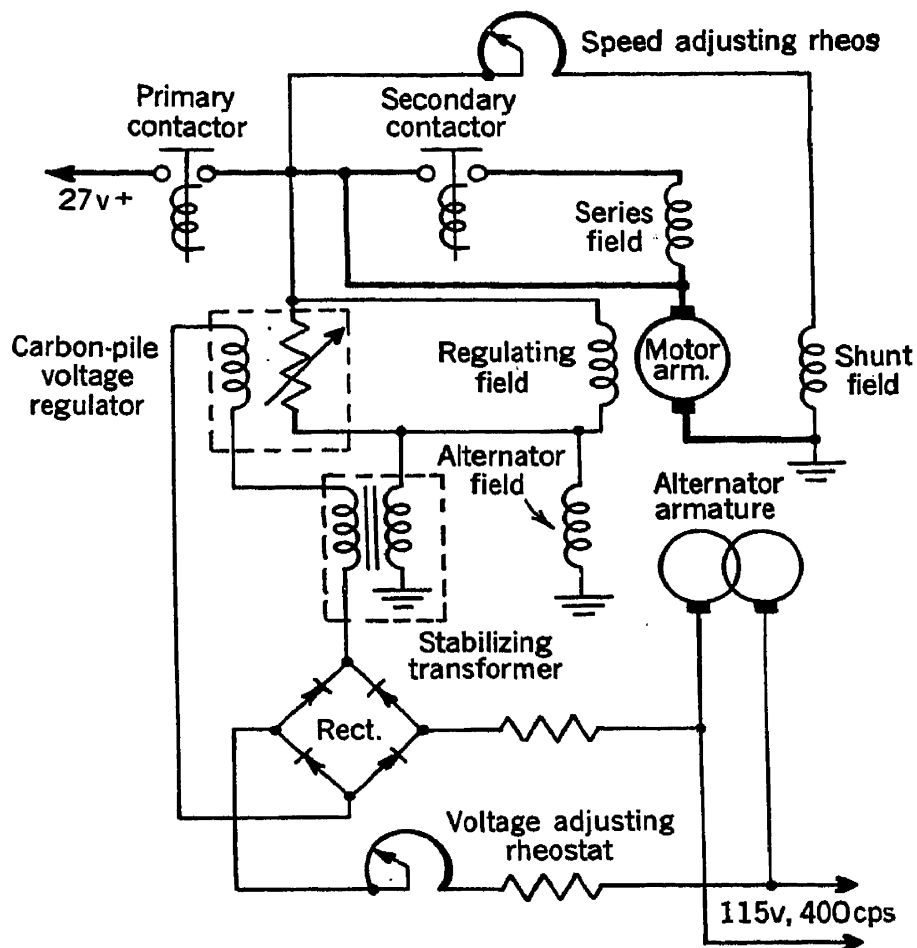 Speed adjusting rheos
Primary
contactor
Secondary
contactor
27v+
Series
field
Carbon-pile
voltage
regulator
Regulating
field
Motor
arm.
Shunt
field
Alternator
field
Alternator
armature
Stabilizing
transformer
Rect.
Voltage adjusting
rheostat
115v, 400cps